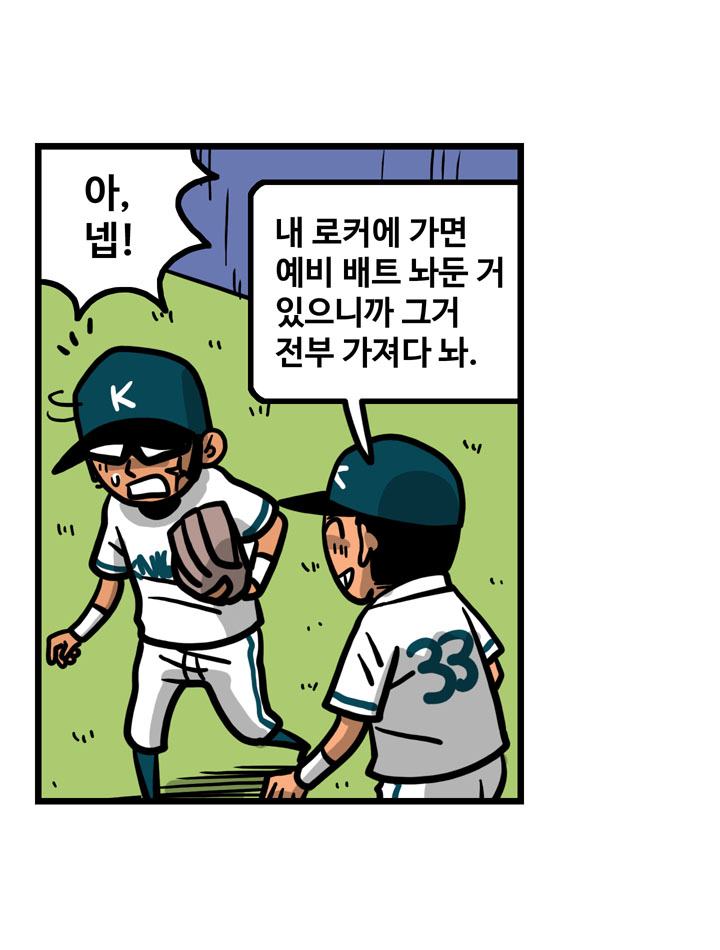 아,
넵!
내 로커에 가면
예비 배트 놔둔 거
있으니까 그거
전부 가져다 놔.
K
K
33